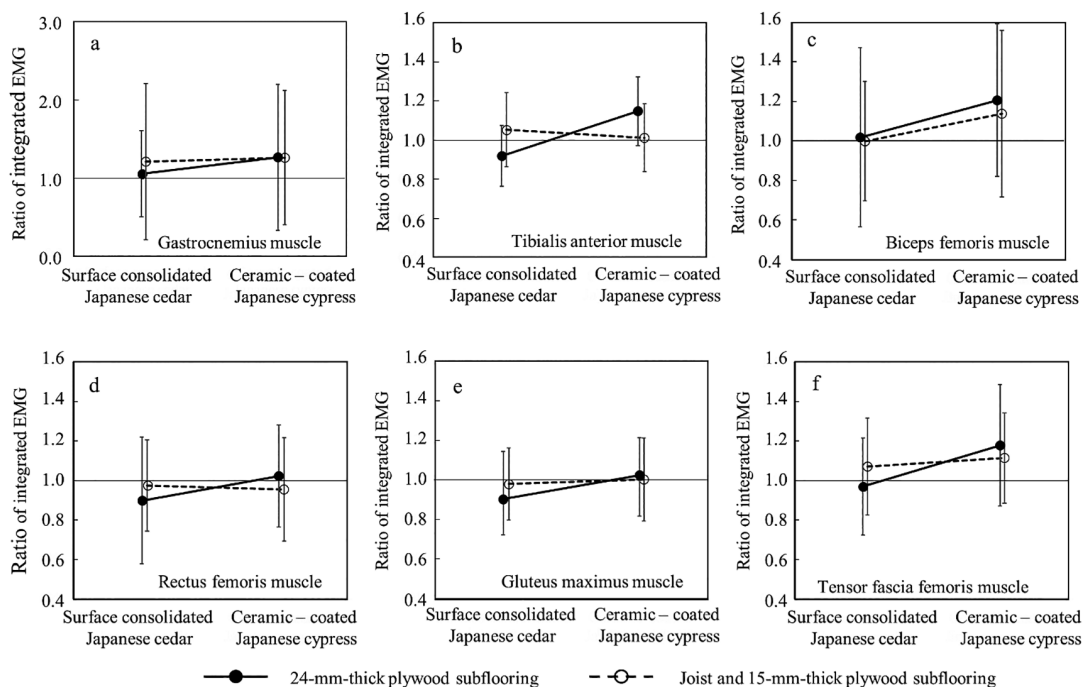 a
Ratio of integrated EMG
3.0
2.0
1.0
0.0
Gastrocnemius muscle
Surface consolidated
Japanese cedar
Ceramic – coated
Japanese cypress
b
Ratio of integrated EMG
1.6
1.4
1.2
1.0
0.8
0.6
0.4
Tibialis anterior muscle
Surface consolidated
Japanese cedar
Ceramic – coated
Japanese cypress
c
Ratio of integrated EMG
1.6
1.4
1.2
1.0
0.8
0.6
0.4
Biceps femoris muscle
Surface consolidated
Japanese cedar
Ceramic – coated
Japanese cypress
d
Ratio of integrated EMG
1.6
1.4
1.2
1.0
0.8
0.6
0.4
Rectus femoris muscle
Surface consolidated
Japanese cedar
Ceramic – coated
Japanese cypress
e
Ratio of integrated EMG
1.6
1.4
1.2
1.0
0.8
0.6
0.4
Gluteus maximus muscle
Surface consolidated
Japanese cedar
Ceramic – coated
Japanese cypress
f
Ratio of integrated EMG
1.6
1.4
1.2
1.0
0.8
0.6
0.4
Tensor fascia femoris muscle
Surface consolidated
Japanese cedar
Ceramic – coated
Japanese cypress
24-mm-thick plywood subflooring
Joist and 15-mm-thick plywood subflooring